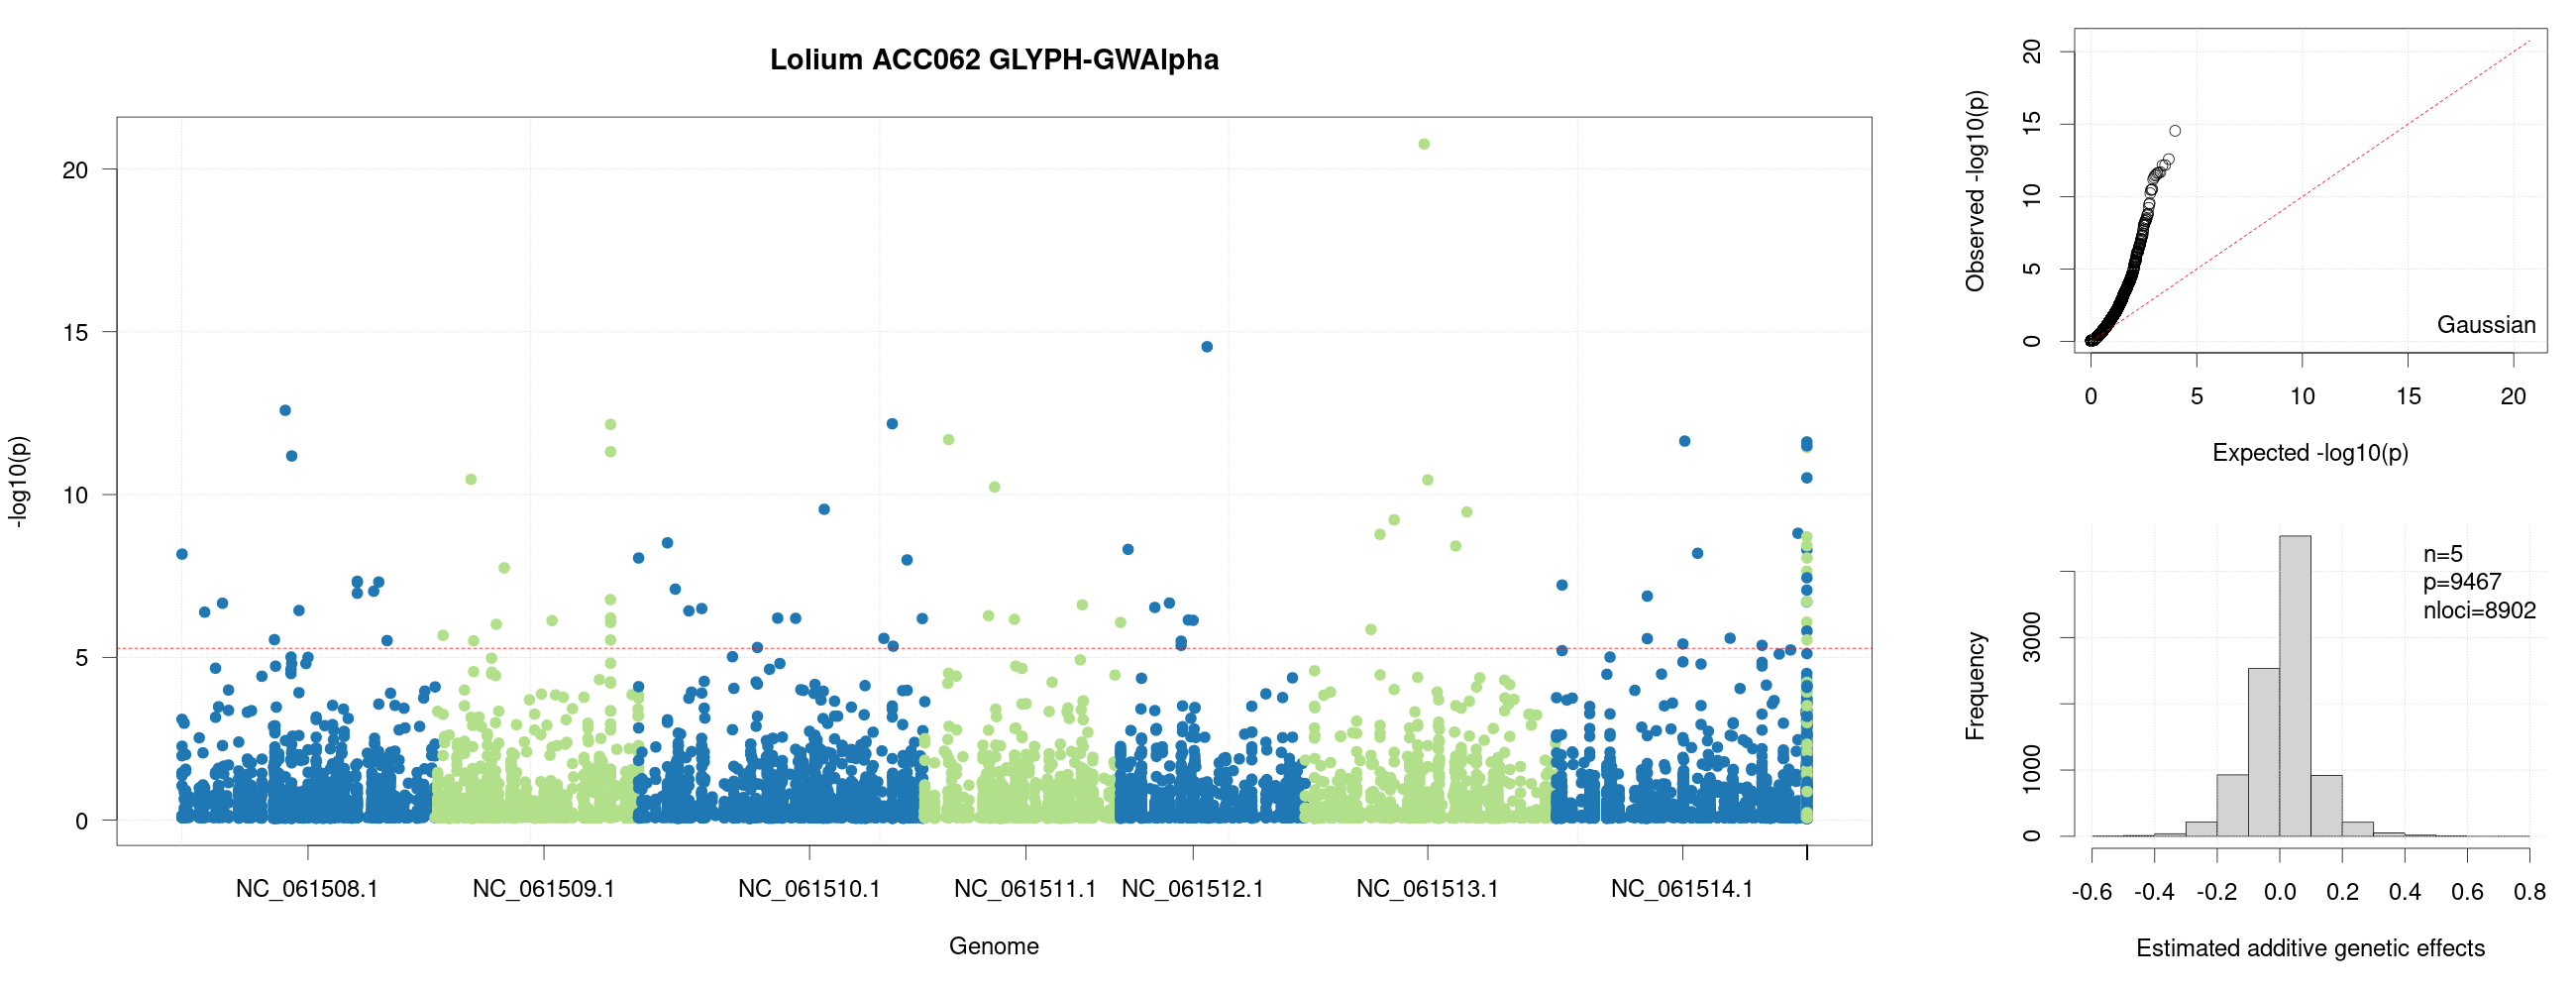 Lolium ACC062 GLYPH-GWAlpha
-log10(p)
20
15
10
5
0
NC_061508.1 NC_061509.1 NC_061510.1 NC_061511.1 NC_061512.1 NC_061513.1 NC_061514.1
Genome
Observed -log10(p)
20
15
10
5
0
Gaussian
0 5 10 15 20
Expected -log10(p)
Frequency
3000
1000
0
n=5
p=9467
nloci=8902
-0.6 -0.4 -0.2 0.0 0.2 0.4 0.6 0.8
Estimated additive genetic effects